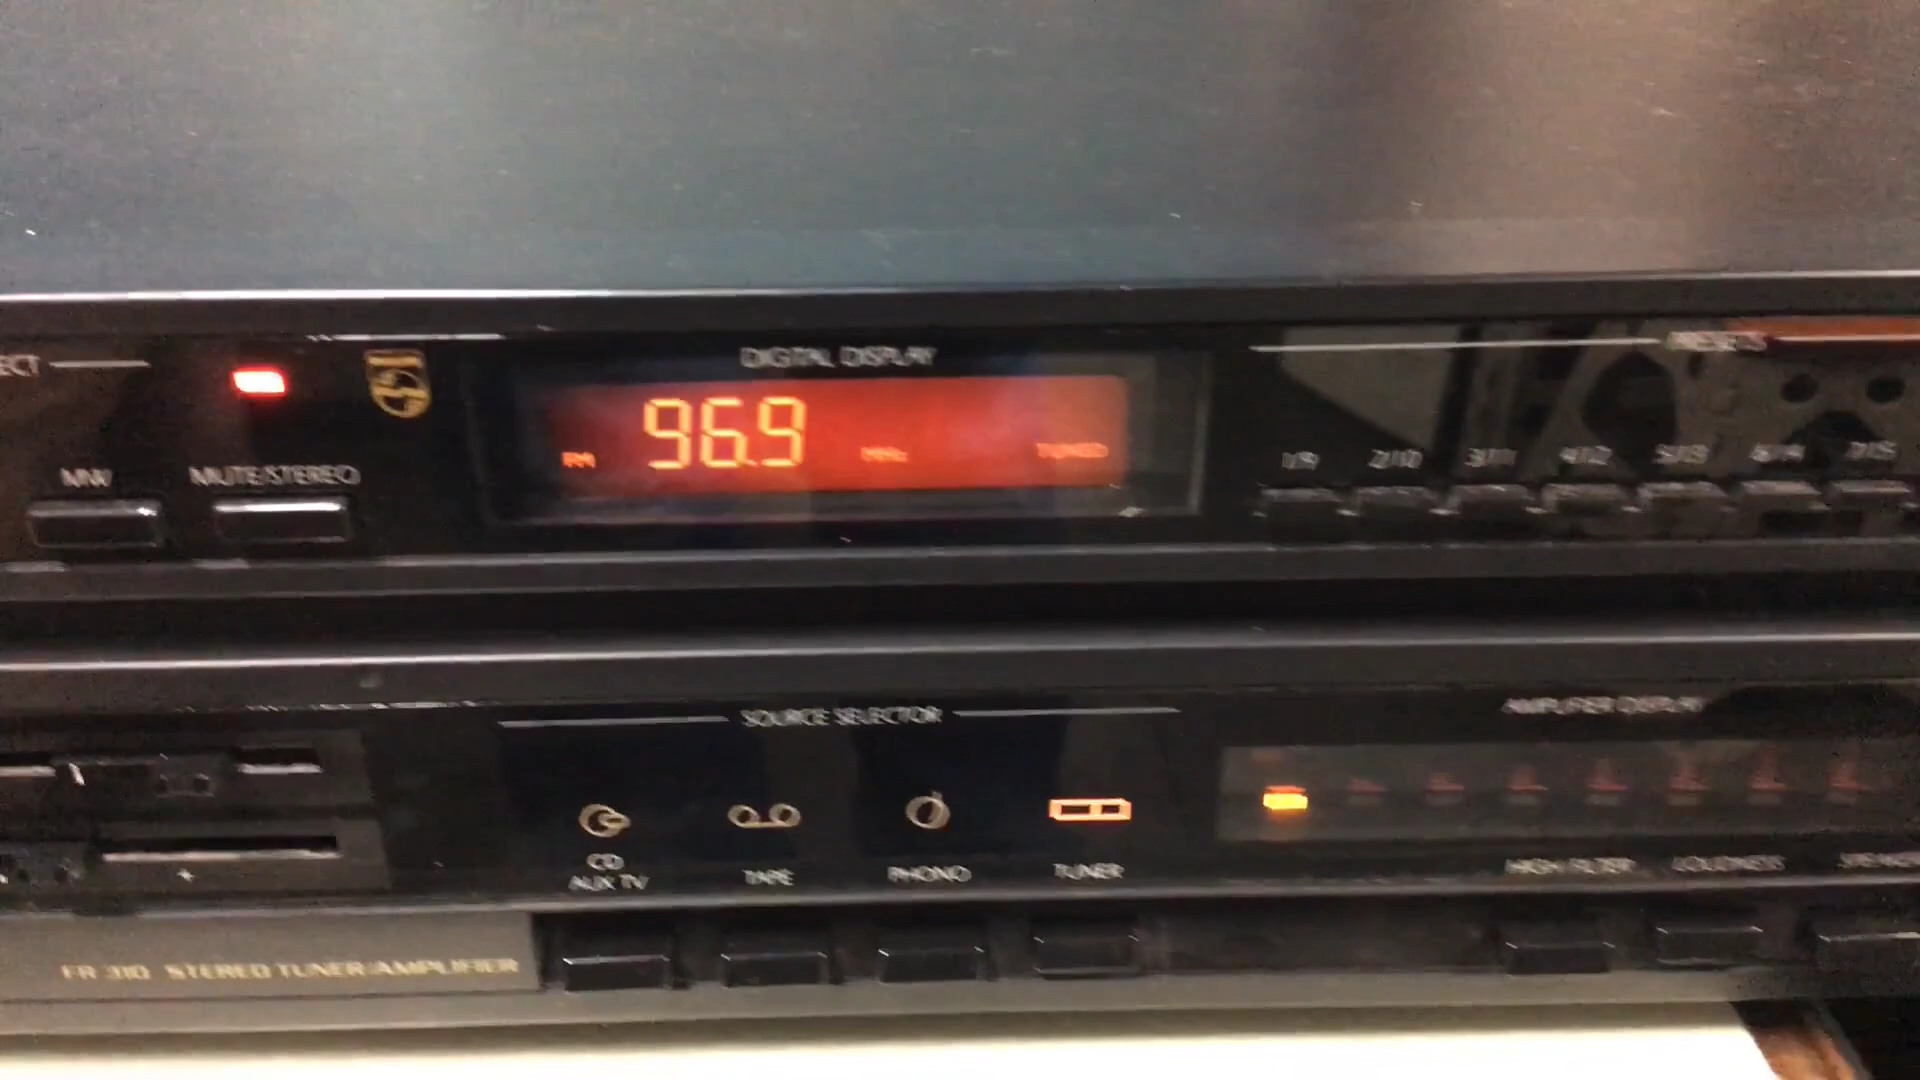 ECT
DIGITAL DISPLAY
PRESETS
MW
MUTE/STEREO
FM 96.9 MHz TUNED
1/9 2/10 3/11 4/12 5/13 6/14 7/15
SOURCE SELECTOR
AMPLIFIER DISPLAY
CD
AUX TV
TAPE
PHONO
TUNER
HIGH FILTER
LOUDNESS
FR 310 STEREO TUNER/AMPLIFIER